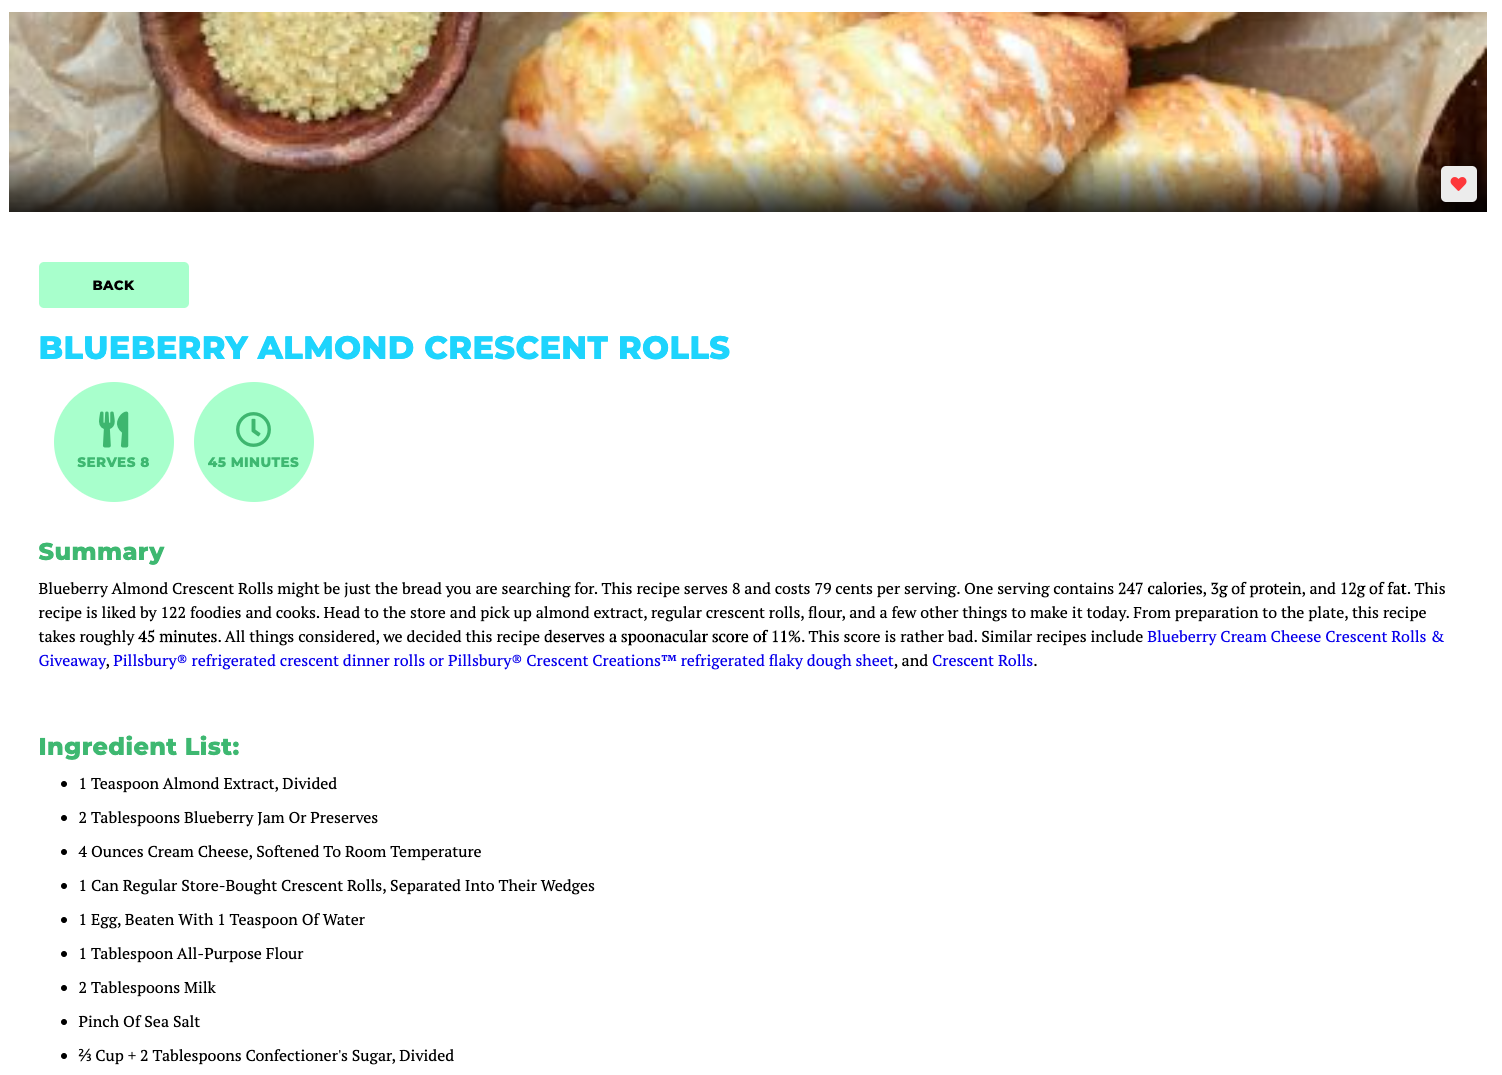 BACK
BLUEBERRY ALMOND CRESCENT ROLLS
SERVES 8
45 MINUTES
Summary
Blueberry Almond Crescent Rolls might be just the bread you are searching for. This recipe serves 8 and costs 79 cents per serving. One serving contains 247 calories, 3g of protein, and 12g of fat. This
recipe is liked by 122 foodies and cooks. Head to the store and pick up almond extract, regular crescent rolls, flour, and a few other things to make it today. From preparation to the plate, this recipe
takes roughly 45 minutes. All things considered, we decided this recipe deserves a spoonacular score of 11%. This score is rather bad. Similar recipes include Blueberry Cream Cheese Crescent Rolls &
Giveaway, Pillsbury® refrigerated crescent dinner rolls or Pillsbury® Crescent Creations™ refrigerated flaky dough sheet, and Crescent Rolls.
Ingredient List:
• 1 Teaspoon Almond Extract, Divided
• 2 Tablespoons Blueberry Jam Or Preserves
• 4 Ounces Cream Cheese, Softened To Room Temperature
• 1 Can Regular Store-Bought Crescent Rolls, Separated Into Their Wedges
• 1 Egg, Beaten With 1 Teaspoon Of Water
• 1 Tablespoon All-Purpose Flour
• 2 Tablespoons Milk
• Pinch Of Sea Salt
• ⅔ Cup + 2 Tablespoons Confectioner's Sugar, Divided